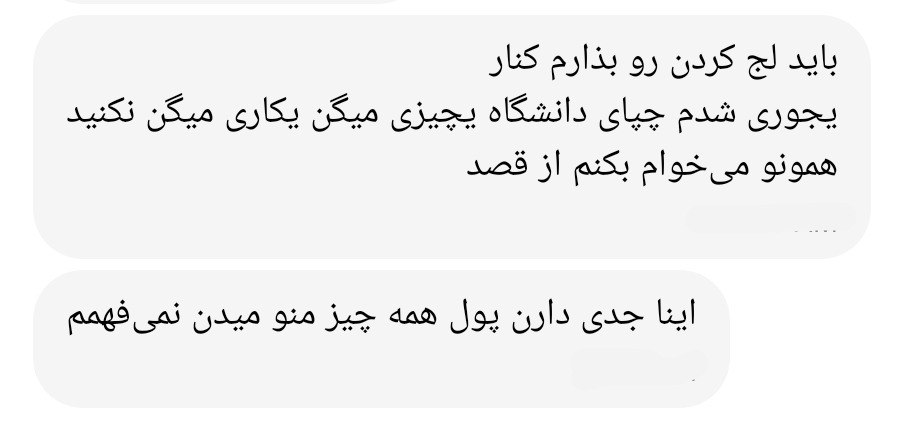 باید لج کردن رو بذارم کنار
یجوری شدم چپای دانشگاه یچیزی میگن یکاری میگن نکنید
همونو می‌خوام بکنم از قصد
اینا جدی دارن پول همه چیز منو میدن نمی‌فهمم